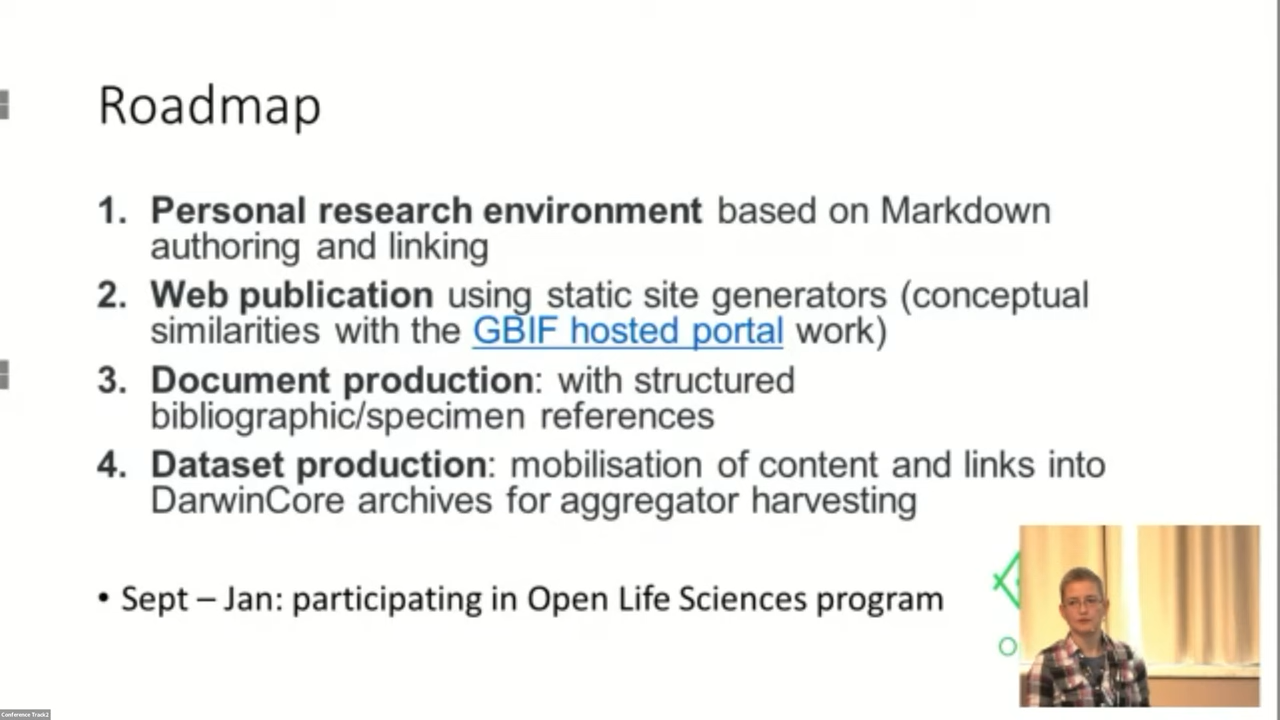 Roadmap
1. Personal research environment based on Markdown
authoring and linking
2. Web publication using static site generators (conceptual
similarities with the GBIF hosted portal work)
3. Document production: with structured
bibliographic/specimen references
4. Dataset production: mobilisation of content and links into
DarwinCore archives for aggregator harvesting
• Sept – Jan: participating in Open Life Sciences program
O
Conference Track2